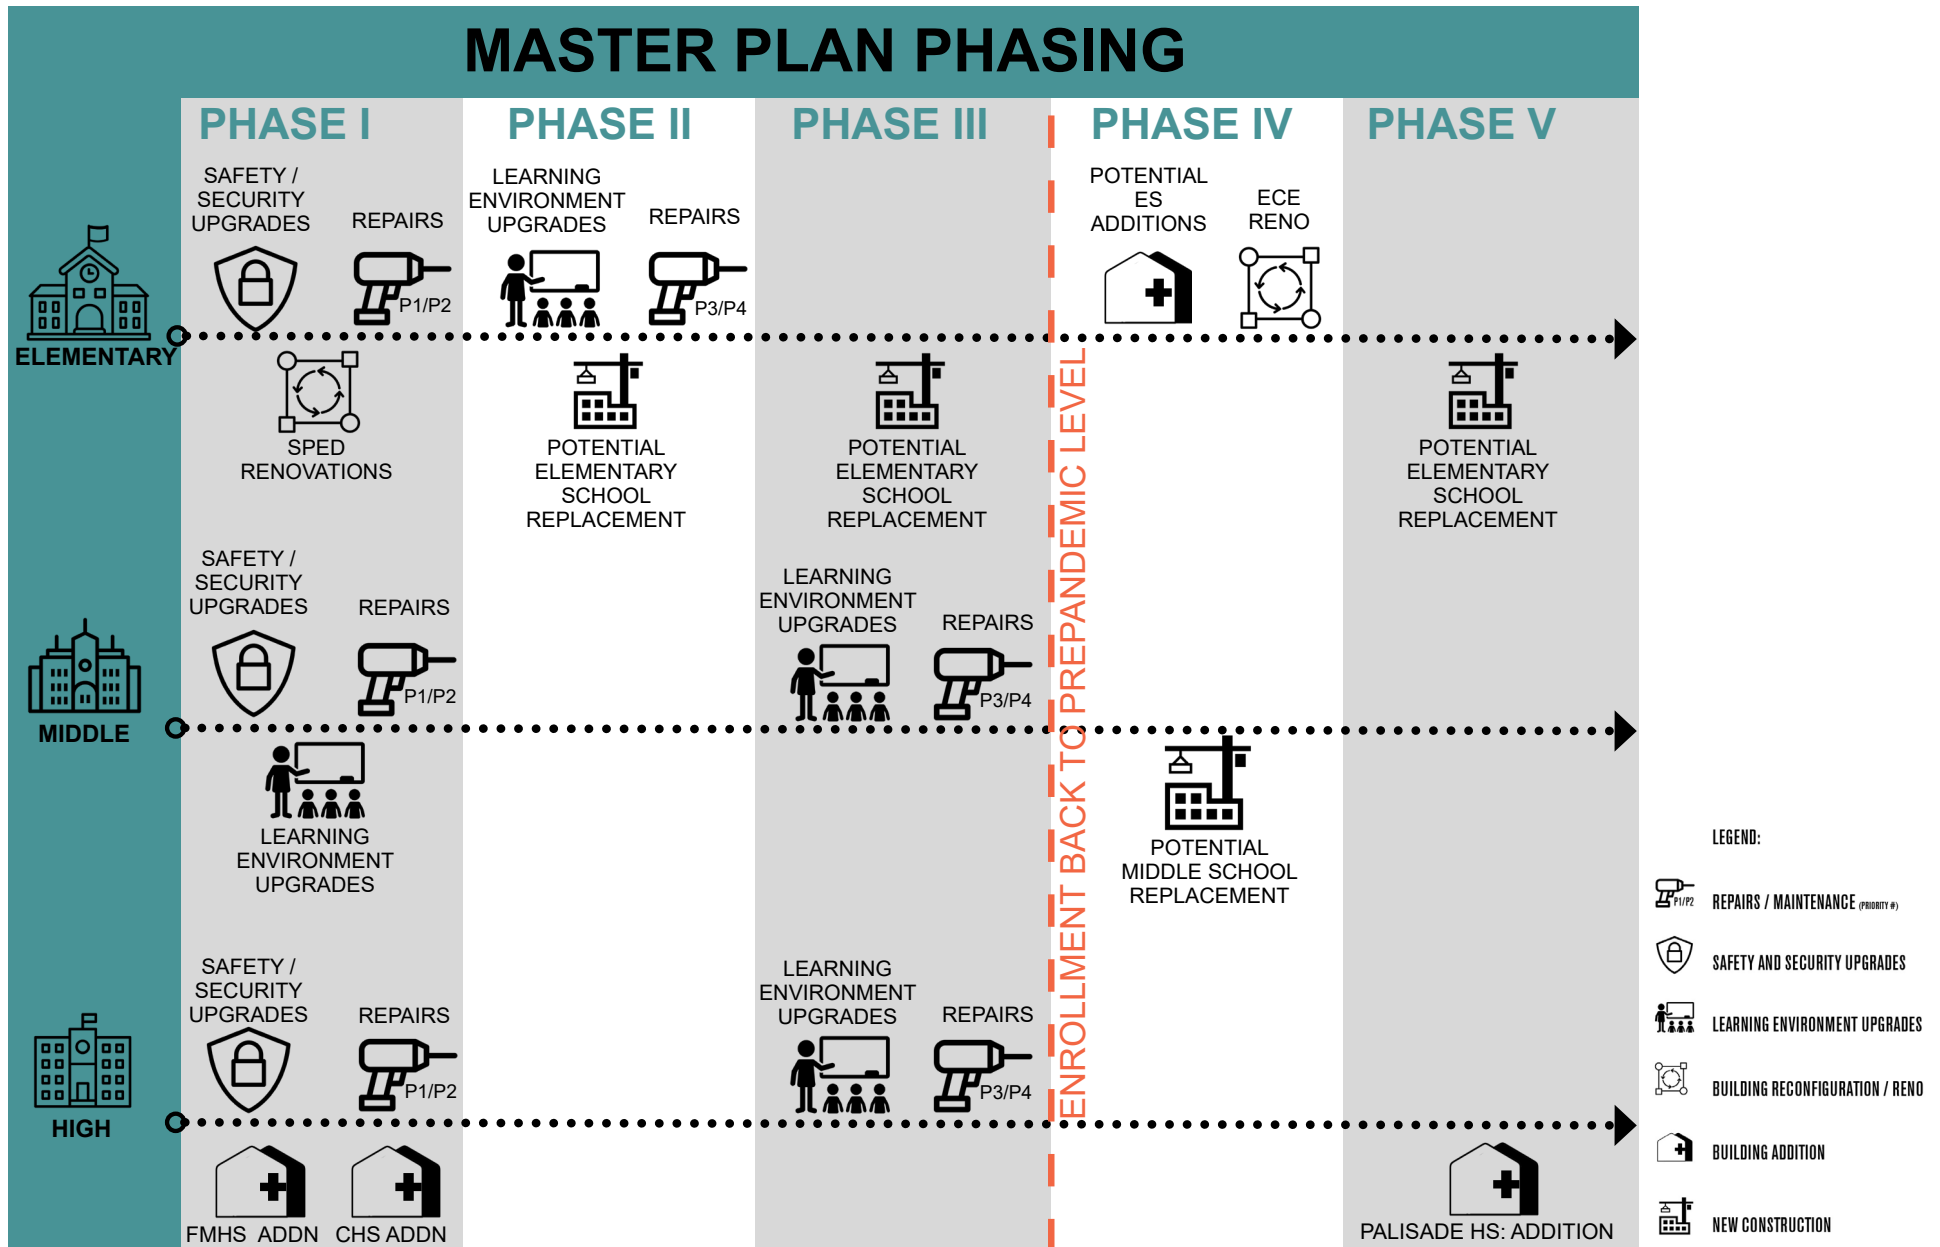 MASTER PLAN PHASING
PHASE I
PHASE II
PHASE III
PHASE IV
PHASE V
ELEMENTARY
SAFETY /
SECURITY
UPGRADES
REPAIRS
P1/P2
LEARNING
ENVIRONMENT
UPGRADES
REPAIRS
P3/P4
POTENTIAL
ES
ADDITIONS
ECE
RENO
SPED
RENOVATIONS
POTENTIAL
ELEMENTARY
SCHOOL
REPLACEMENT
POTENTIAL
ELEMENTARY
SCHOOL
REPLACEMENT
POTENTIAL
ELEMENTARY
SCHOOL
REPLACEMENT
ENROLLMENT BACK TO PREPANDEMIC LEVEL
MIDDLE
SAFETY /
SECURITY
UPGRADES
REPAIRS
P1/P2
LEARNING
ENVIRONMENT
UPGRADES
REPAIRS
P3/P4
LEARNING
ENVIRONMENT
UPGRADES
POTENTIAL
MIDDLE SCHOOL
REPLACEMENT
HIGH
SAFETY /
SECURITY
UPGRADES
REPAIRS
P1/P2
LEARNING
ENVIRONMENT
UPGRADES
REPAIRS
P3/P4
FMHS ADDN
CHS ADDN
PALISADE HS: ADDITION
LEGEND:
P1/P2
REPAIRS / MAINTENANCE (PRIORITY #)
SAFETY AND SECURITY UPGRADES
LEARNING ENVIRONMENT UPGRADES
BUILDING RECONFIGURATION / RENO
BUILDING ADDITION
NEW CONSTRUCTION